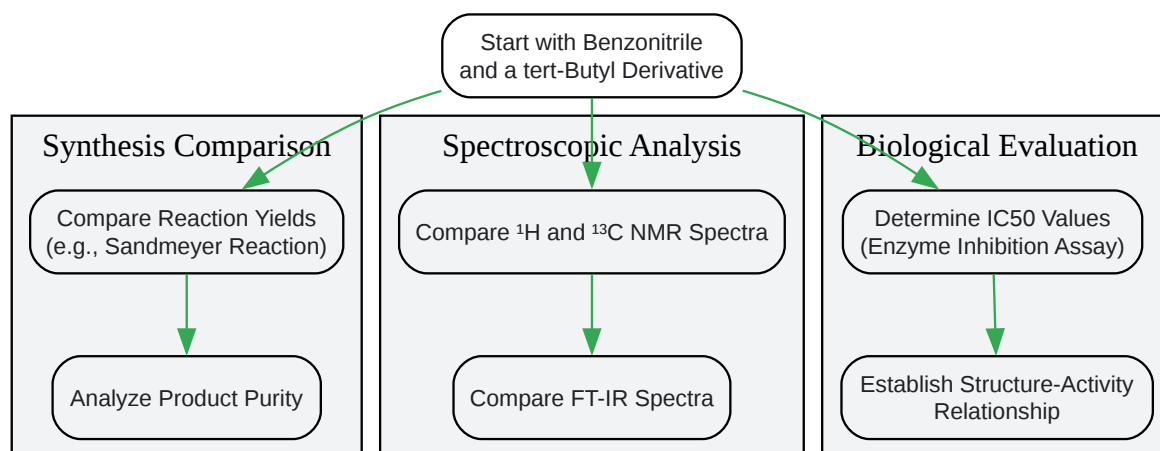 Start with Benzonitrile
and a tert-Butyl Derivative
Synthesis Comparison
Compare Reaction Yields
(e.g., Sandmeyer Reaction)
Analyze Product Purity
Spectroscopic Analysis
Compare ¹H and ¹³C NMR Spectra
Compare FT-IR Spectra
Biological Evaluation
Determine IC50 Values
(Enzyme Inhibition Assay)
Establish Structure-Activity
Relationship